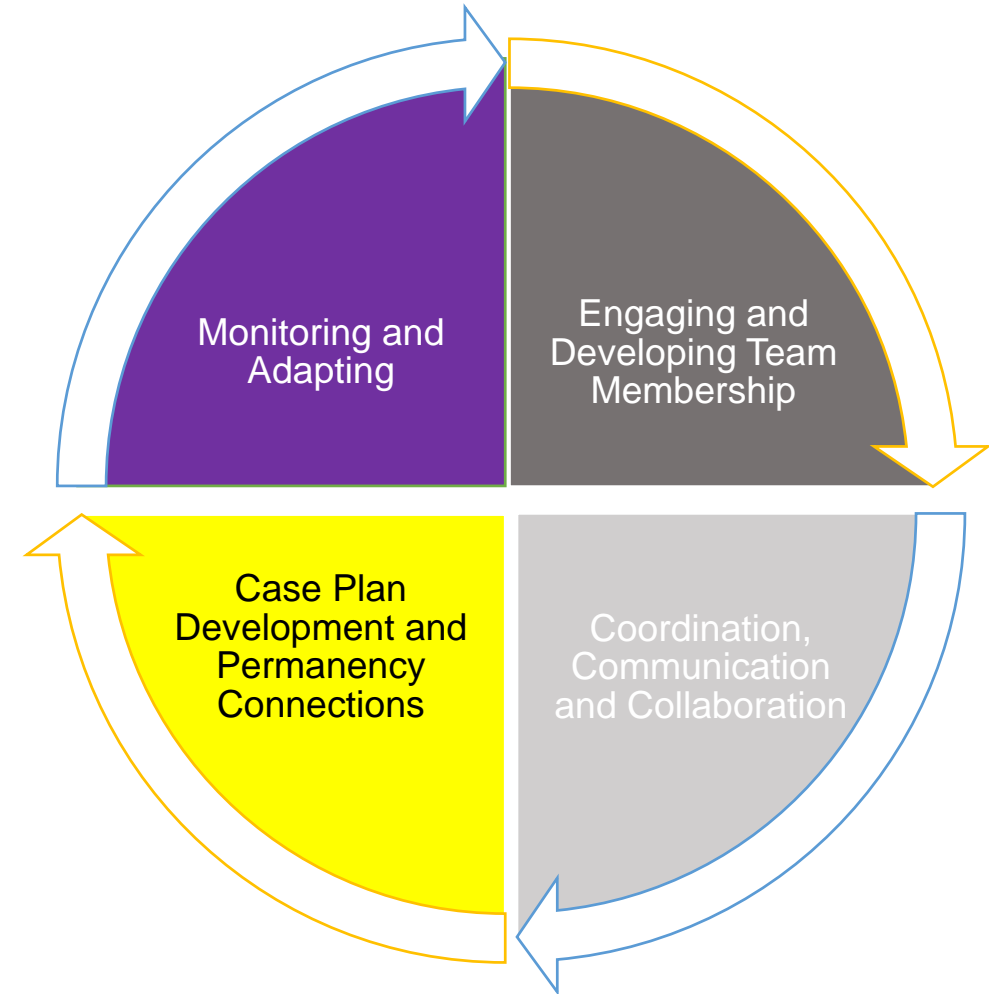 Monitoring and
Adapting
Engaging and
Developing Team
Membership
Case Plan
Development and
Permanency
Connections
Coordination,
Communication
and Collaboration